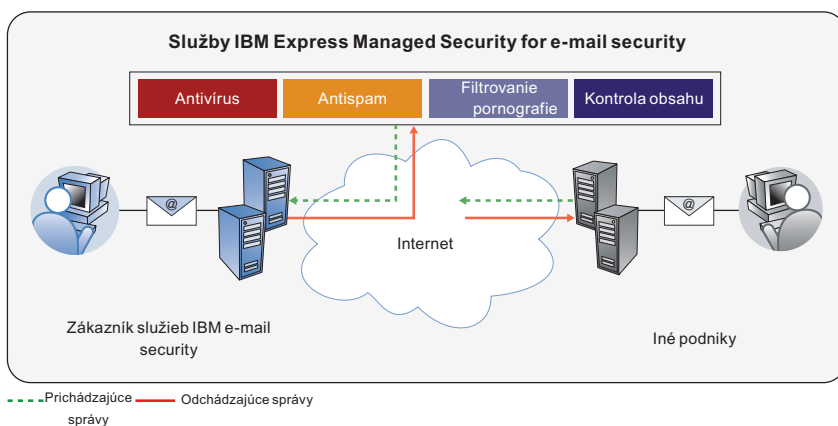 Služby IBM Express Managed Security for e-mail security
Antivírus
Antispam
Filtrovanie
pornografie
Kontrola obsahu
@
@
Internet
Zákazník služieb IBM e-mail
security
Iné podniky
Prichádzajúce
správy
Odchádzajúce správy